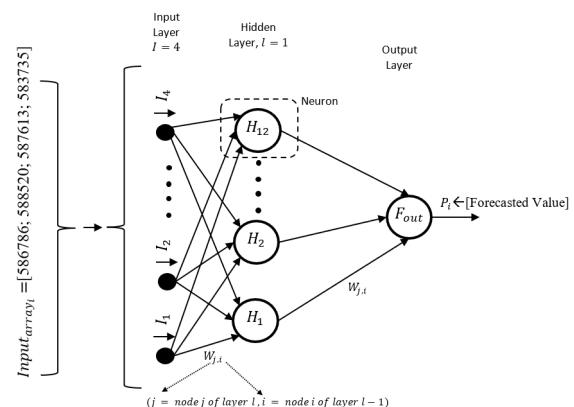 Input_array_i =[586786; 588520; 587613; 583735]
Input
Layer
I = 4
Hidden
Layer, l = 1
Output
Layer
Neuron
I_4
I_2
I_1
H_12
H_2
H_1
F_out
P_i←[Forecasted Value]
W_j,i
W_j,i
(j = node j of layer l, i = node i of layer l − 1)